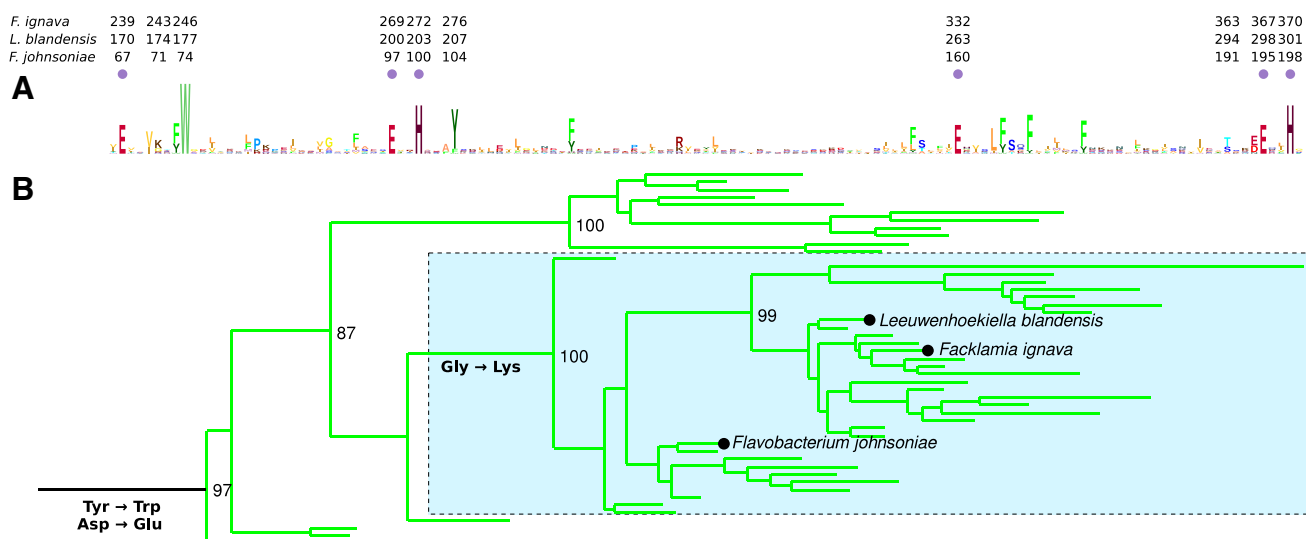 F. ignava 239 243 246 269 272 276 332 363 367 370
L. blandensis 170 174 177 200 203 207 263 294 298 301
F. johnsoniae 67 71 74 97 100 104 160 191 195 198
A
B
100
87
99
Leeuwenhoekiella blandensis
Facklamia ignava
100
Gly → Lys
Flavobacterium johnsoniae
97
Tyr → Trp
Asp → Glu